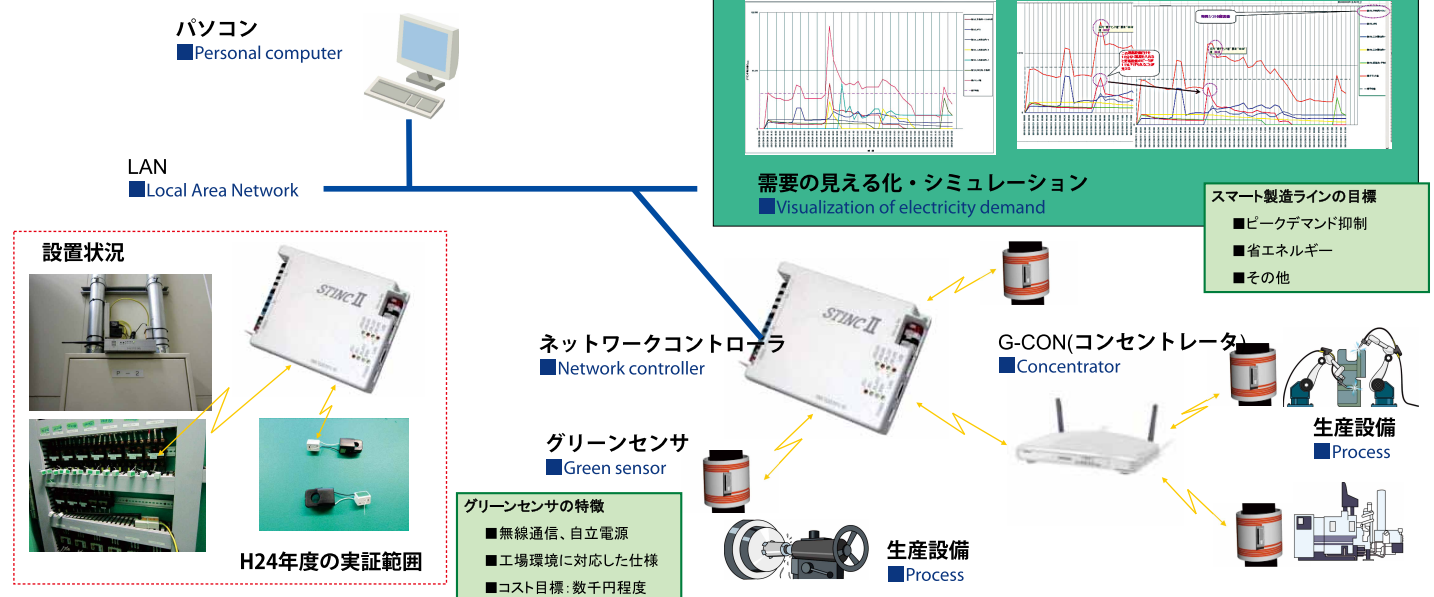 パソコン
■Personal computer
LAN
■Local Area Network
需要の見える化・シミュレーション
■Visualization of electricity demand
スマート製造ラインの目標
■ピークデマンド抑制
■省エネルギー
■その他
設置状況
STINC II
P－2
H24年度の実証範囲
STINC II
ネットワークコントローラ
■Network controller
G-CON(コンセントレータ)
■Concentrator
グリーンセンサ
■Green sensor
グリーンセンサの特徴
■無線通信、自立電源
■工場環境に対応した仕様
■コスト目標：数千円程度
生産設備
■Process
生産設備
■Process